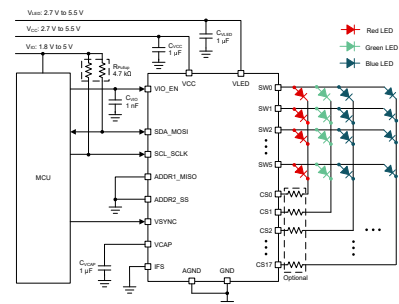 VVLED: 2.7 V to 5.5 V
VVCC: 2.7 V to 5.5 V
VVIO: 1.8 V to 5 V
CVCC
1 µF
CVLED
1 µF
RPullup
4.7 kΩ
CVIO
1 nF
MCU
VCC
VLED
VIO_EN
SDA_MOSI
SCL_SCLK
ADDR1_MISO
ADDR2_SS
VSYNC
VCAP
IFS
CVCAP
1 µF
AGND
GND
SW0
SW1
SW2
SW5
CS0
CS1
CS2
CS17
Optional
Red LED
Green LED
Blue LED